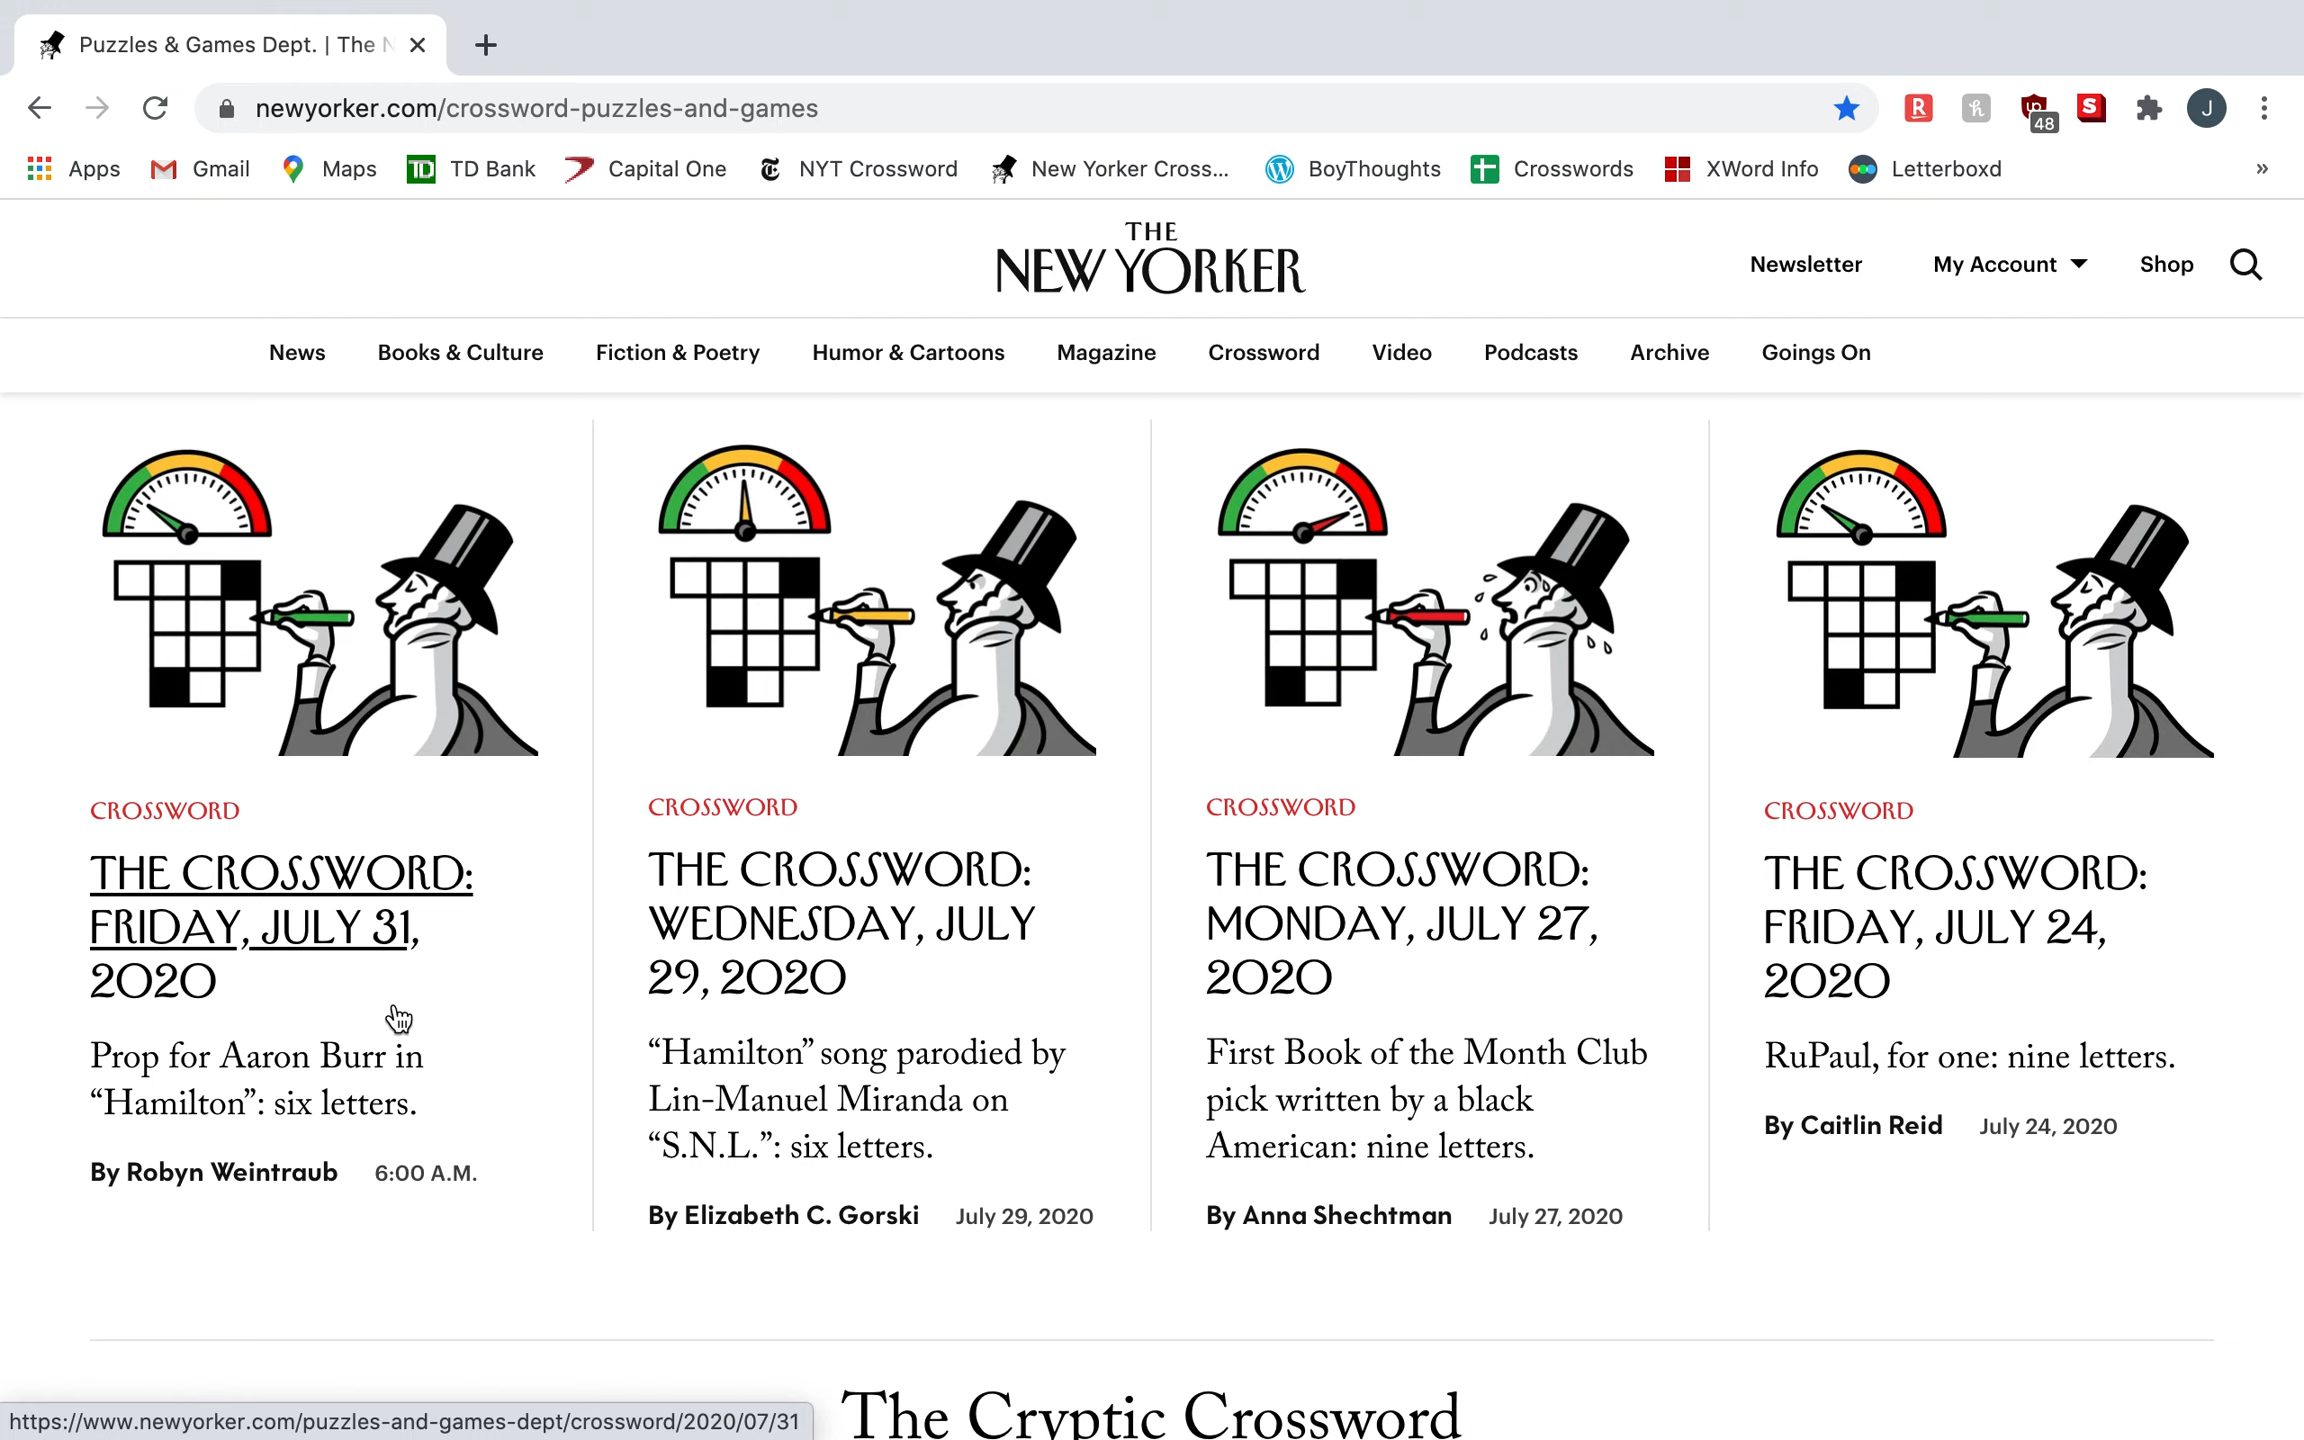 Puzzles & Games Dept. | The N
newyorker.com/crossword-puzzles-and-games
R
h
48
S
J
Apps
Gmail
Maps
TD
TD Bank
Capital One
NYT Crossword
New Yorker Cross...
BoyThoughts
Crosswords
XWord Info
Letterboxd
»
THE
NEW YORKER
Newsletter
My Account
Shop
News
Books & Culture
Fiction & Poetry
Humor & Cartoons
Magazine
Crossword
Video
Podcasts
Archive
Goings On
CROSSWORD
THE CROSSWORD:
FRIDAY, JULY 31,
2020
Prop for Aaron Burr in
“Hamilton”: six letters.
By Robyn Weintraub 6:00 A.M.
CROSSWORD
THE CROSSWORD:
WEDNESDAY, JULY
29, 2020
“Hamilton” song parodied by
Lin-Manuel Miranda on
“S.N.L.”: six letters.
By Elizabeth C. Gorski July 29, 2020
CROSSWORD
THE CROSSWORD:
MONDAY, JULY 27,
2020
First Book of the Month Club
pick written by a black
American: nine letters.
By Anna Shechtman July 27, 2020
CROSSWORD
THE CROSSWORD:
FRIDAY, JULY 24,
2020
RuPaul, for one: nine letters.
By Caitlin Reid July 24, 2020
The Cryptic Crossword
https://www.newyorker.com/puzzles-and-games-dept/crossword/2020/07/31